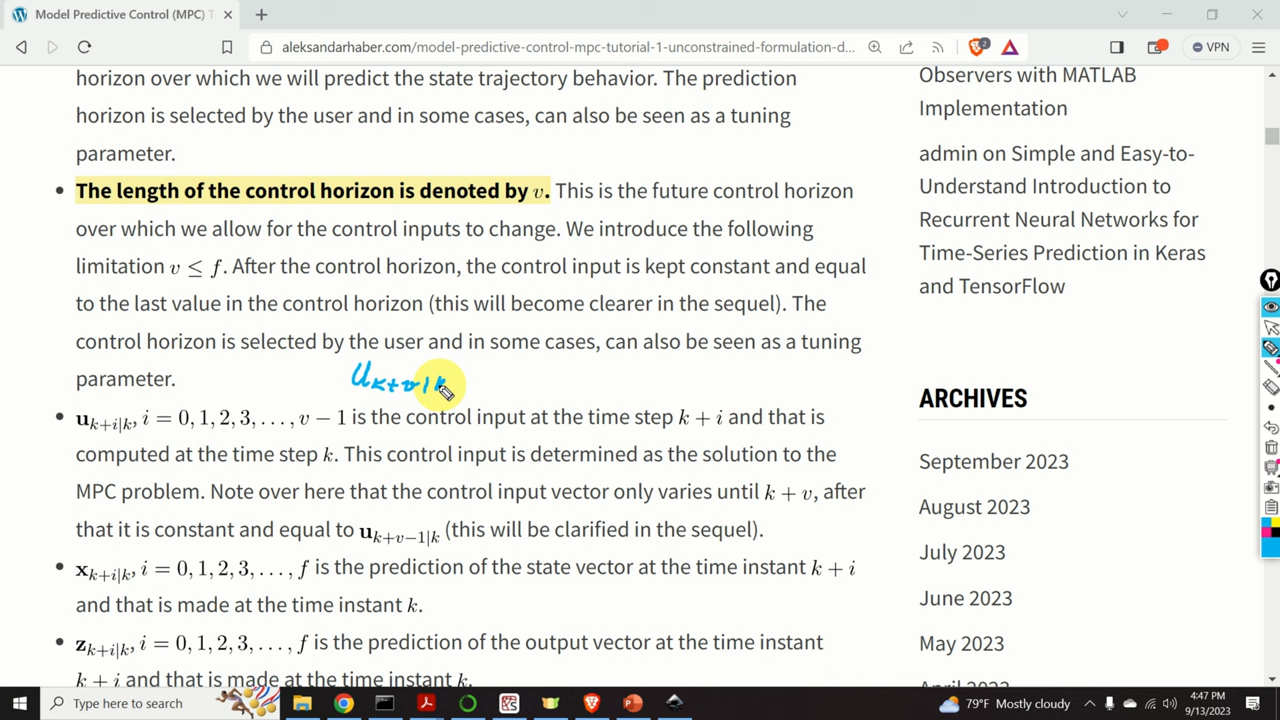 Model Predictive Control (MPC) T
aleksandarhaber.com/model-predictive-control-mpc-tutorial-1-unconstrained-formulation-d...
2
VPN
horizon over which we will predict the state trajectory behavior. The prediction
horizon is selected by the user and in some cases, can also be seen as a tuning
parameter.
• The length of the control horizon is denoted by v. This is the future control horizon
over which we allow for the control inputs to change. We introduce the following
limitation v ≤ f. After the control horizon, the control input is kept constant and equal
to the last value in the control horizon (this will become clearer in the sequel). The
control horizon is selected by the user and in some cases, can also be seen as a tuning
parameter.
u_{k+v|k}
• u_{k+i|k}, i = 0, 1, 2, 3, . . . , v − 1 is the control input at the time step k + i and that is
computed at the time step k. This control input is determined as the solution to the
MPC problem. Note over here that the control input vector only varies until k + v, after
that it is constant and equal to u_{k+v−1|k} (this will be clarified in the sequel).
• x_{k+i|k}, i = 0, 1, 2, 3, . . . , f is the prediction of the state vector at the time instant k + i
and that is made at the time instant k.
• z_{k+i|k}, i = 0, 1, 2, 3, . . . , f is the prediction of the output vector at the time instant
k + i and that is made at the time instant k.
Observers with MATLAB
Implementation
admin on Simple and Easy-to-
Understand Introduction to
Recurrent Neural Networks for
Time-Series Prediction in Keras
and TensorFlow
ARCHIVES
September 2023
August 2023
July 2023
June 2023
May 2023
April 2023
Type here to search
79°F Mostly cloudy
4:47 PM
9/13/2023